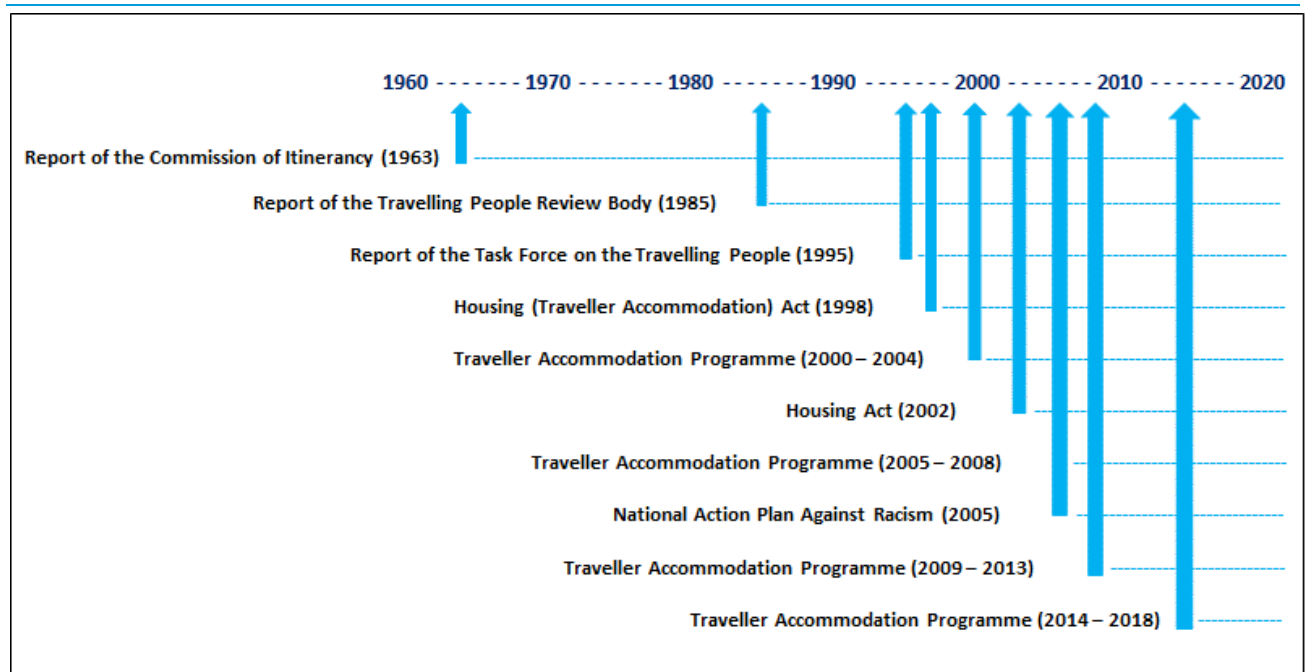 1960 - - - - - - - 1970 - - - - - - - 1980 - - - - - - - 1990 - - - - - - - 2000 - - - - - - - 2010 - - - - - - - 2020
Report of the Commission of Itinerancy (1963)
Report of the Travelling People Review Body (1985)
Report of the Task Force on the Travelling People (1995)
Housing (Traveller Accommodation) Act (1998)
Traveller Accommodation Programme (2000 – 2004)
Housing Act (2002)
Traveller Accommodation Programme (2005 – 2008)
National Action Plan Against Racism (2005)
Traveller Accommodation Programme (2009 – 2013)
Traveller Accommodation Programme (2014 – 2018)